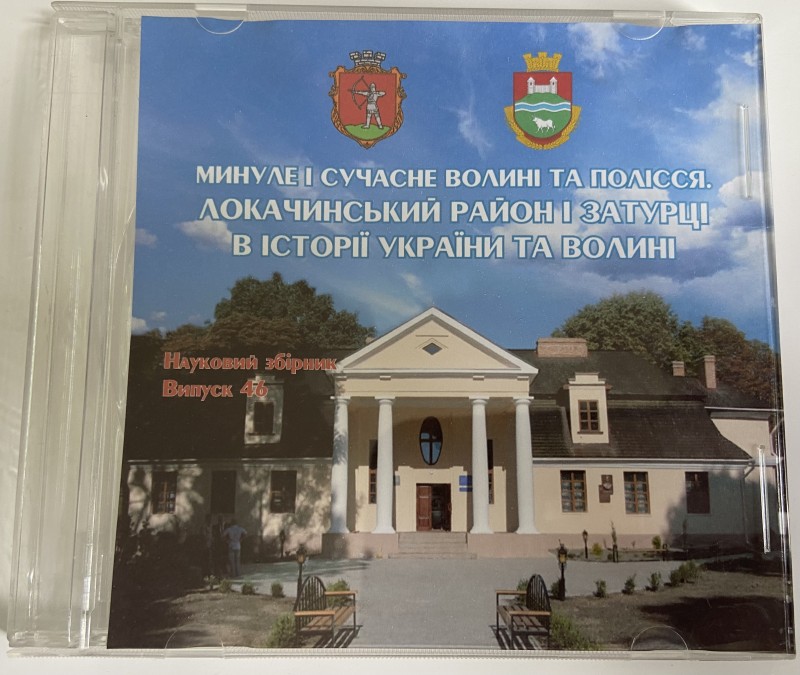 МИНУЛЕ І СУЧАСНЕ ВОЛИНІ ТА ПОЛІССЯ.
ЛОКАЧИНСЬКИЙ РАЙОН І ЗАТУРЦІ
В ІСТОРІЇ УКРАЇНИ ТА ВОЛИНІ
Науковий збірник
Випуск 46